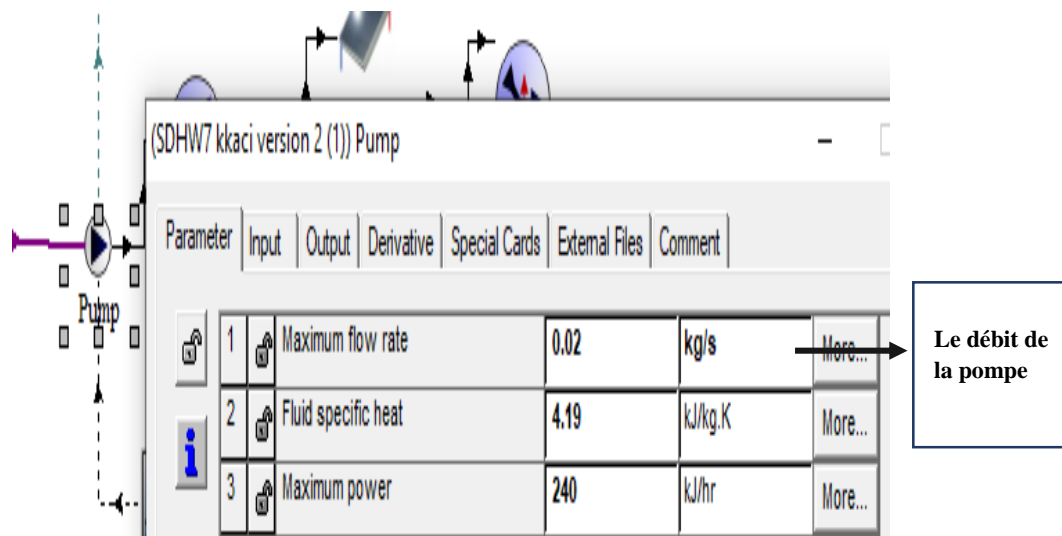 (SDHW7 kkaci version 2 (1)) Pump
Parameter Input Output Derivative Special Cards External Files Comment
Pump
1 Maximum flow rate 0.02 kg/s More...
2 Fluid specific heat 4.19 kJ/kg.K More...
3 Maximum power 240 kJ/hr More...
i
Le débit de
la pompe